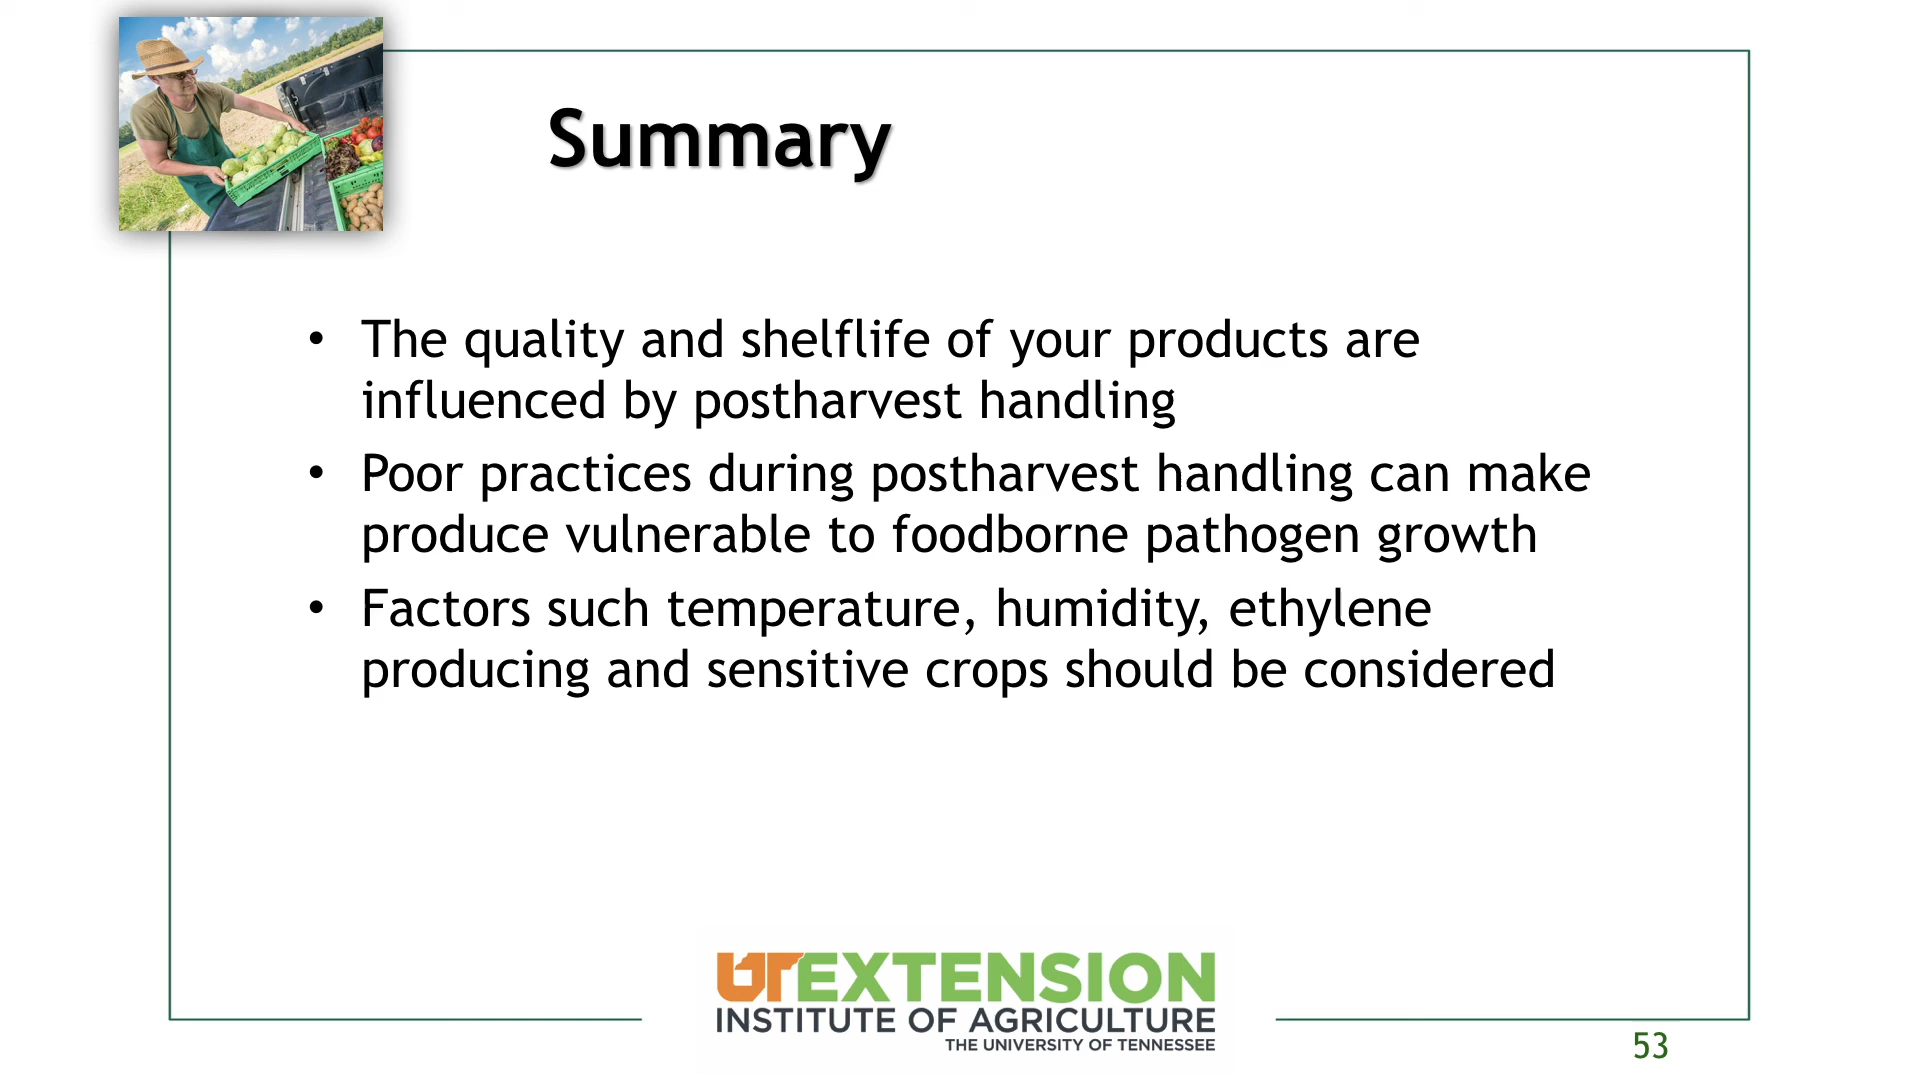 Summary
• The quality and shelflife of your products are
influenced by postharvest handling
• Poor practices during postharvest handling can make
produce vulnerable to foodborne pathogen growth
• Factors such temperature, humidity, ethylene
producing and sensitive crops should be considered
UTEXTENSION
INSTITUTE OF AGRICULTURE
THE UNIVERSITY OF TENNESSEE
53